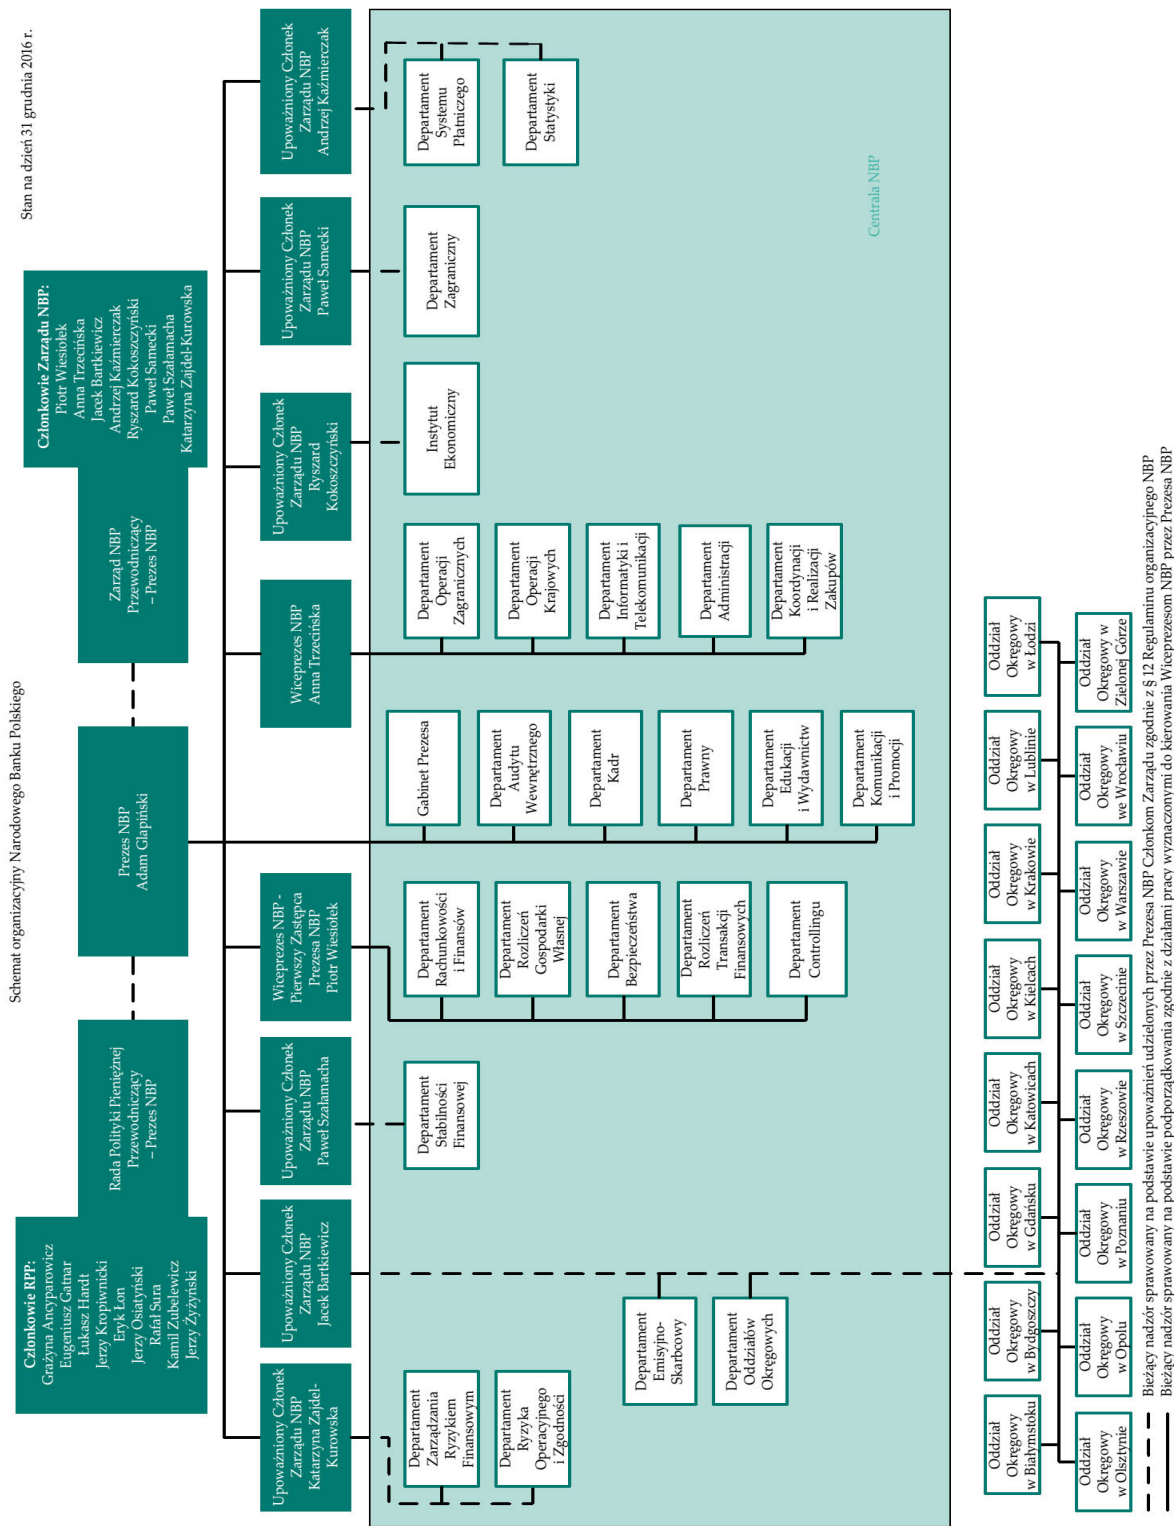 Schemat organizacyjny Narodowego Banku Polskiego
Stan na dzień 31 grudnia 2016 r.
Członkowie RPP:
Grażyna Ancyparowicz
Eugeniusz Gatnar
Łukasz Hardt
Jerzy Kropiwnicki
Eryk Łon
Jerzy Osiatyński
Rafał Sura
Kamil Zubelewicz
Jerzy Żyżyński
Rada Polityki Pieniężnej
Przewodniczący
– Prezes NBP
Prezes NBP
Adam Glapiński
Zarząd NBP
Przewodniczący
– Prezes NBP
Członkowie Zarządu NBP:
Piotr Wiesiołek
Anna Trzecińska
Jacek Bartkiewicz
Andrzej Kaźmierczak
Ryszard Kokoszczyński
Paweł Samecki
Paweł Szałamacha
Katarzyna Zajdel-Kurowska
Upoważniony Członek
Zarządu NBP
Katarzyna Zajdel-
Kurowska
Upoważniony Członek
Zarządu NBP
Jacek Bartkiewicz
Upoważniony Członek
Zarządu NBP
Paweł Szałamacha
Wiceprezes NBP -
Pierwszy Zastępca
Prezesa NBP
Piotr Wiesiołek
Wiceprezes NBP
Anna Trzecińska
Upoważniony Członek
Zarządu NBP
Ryszard
Kokoszczyński
Upoważniony Członek
Zarządu NBP
Paweł Samecki
Upoważniony Członek
Zarządu NBP
Andrzej Kaźmierczak
Departament
Zarządzania
Ryzykiem
Finansowym
Departament
Ryzyka
Operacyjnego
i Zgodności
Departament
Emisyjno-
Skarbcowy
Departament
Oddziałów
Okręgowych
Departament
Stabilności
Finansowej
Departament
Rachunkowości
i Finansów
Departament
Rozliczeń
Gospodarki
Własnej
Departament
Bezpieczeństwa
Departament
Rozliczeń
Transakcji
Finansowych
Departament
Controllingu
Gabinet Prezesa
Departament
Audytu
Wewnętrznego
Departament
Kadr
Departament
Prawny
Departament
Edukacji
i Wydawnictw
Departament
Komunikacji
i Promocji
Departament
Operacji
Zagranicznych
Departament
Operacji
Krajowych
Departament
Informatyki i
Telekomunikacji
Departament
Administracji
Departament
Koordynacji
i Realizacji
Zakupów
Instytut
Ekonomiczny
Departament
Zagraniczny
Departament
Systemu
Płatniczego
Departament
Statystyki
Centrala NBP
Oddział
Okręgowy
w Białymstoku
Oddział
Okręgowy
w Bydgoszczy
Oddział
Okręgowy
w Gdańsku
Oddział
Okręgowy
w Katowicach
Oddział
Okręgowy
w Kielcach
Oddział
Okręgowy
w Krakowie
Oddział
Okręgowy
w Lublinie
Oddział
Okręgowy
w Łodzi
Oddział
Okręgowy
w Olsztynie
Oddział
Okręgowy
w Opolu
Oddział
Okręgowy
w Poznaniu
Oddział
Okręgowy
w Rzeszowie
Oddział
Okręgowy
w Szczecinie
Oddział
Okręgowy
w Warszawie
Oddział
Okręgowy
we Wrocławiu
Oddział
Okręgowy w
Zielonej Górze
Bieżący nadzór sprawowany na podstawie upoważnień udzielonych przez Prezesa NBP Członkom Zarządu zgodnie z § 12 Regulaminu organizacyjnego NBP
Bieżący nadzór sprawowany na podstawie podporządkowania zgodnie z działami pracy wyznaczonymi do kierowania Wiceprezesom NBP przez Prezesa NBP